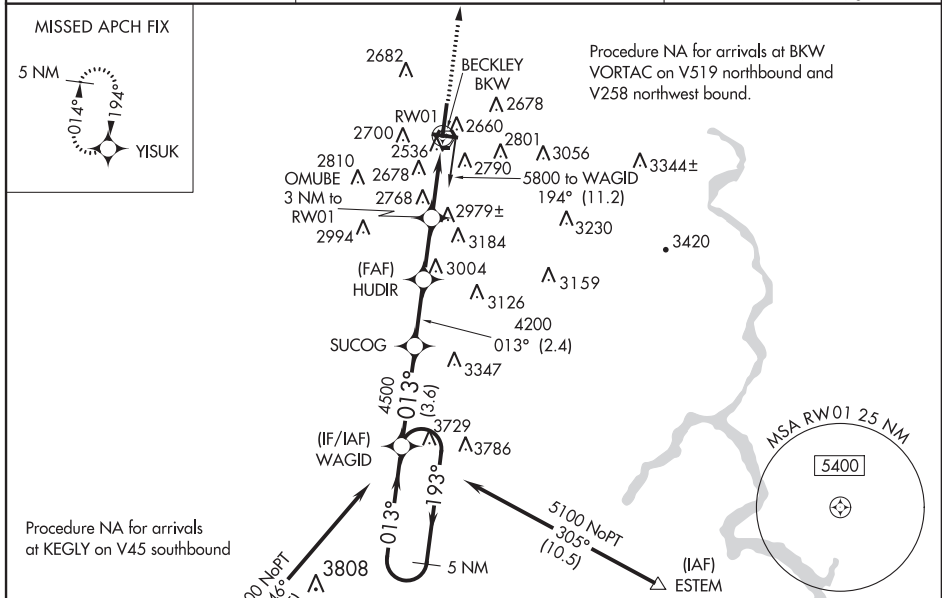 MISSED APCH FIX
5 NM
014°
194°
YISUK
Procedure NA for arrivals at BKW
VORTAC on V519 northbound and
V258 northwest bound.
2682
BECKLEY
BKW
2678
RW01
2660
2700
2536
2801
3056
3344±
2810
2678
2790
OMUBE
3 NM to
RW01
2768
5800 to WAGID
194° (11.2)
2979±
3230
2994
3184
3420
(FAF)
HUDIR
3004
3159
3126
4200
013° (2.4)
SUCOG
3347
4500
013°
(3.6)
(IF/IAF)
WAGID
3729
3786
MSA RW01 25 NM
5400
013°
193°
5 NM
5100 NoPT
305°
(10.5)
(IAF)
ESTEM
Procedure NA for arrivals
at KEGLY on V45 southbound
NoPT
3808